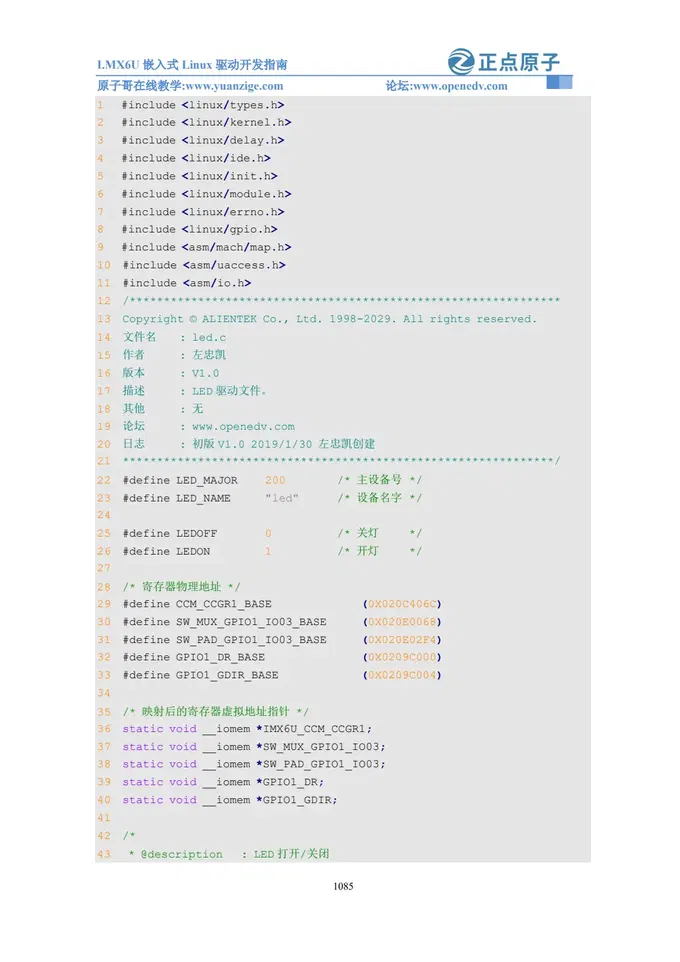 正点原子
I.MX6U 嵌入式 Linux 驱动开发指南
原子哥在线教学:www.yuanzige.com 论坛:www.openedv.com
1 #include <linux/types.h>
2 #include <linux/kernel.h>
3 #include <linux/delay.h>
4 #include <linux/ide.h>
5 #include <linux/init.h>
6 #include <linux/module.h>
7 #include <linux/errno.h>
8 #include <linux/gpio.h>
9 #include <asm/mach/map.h>
10 #include <asm/uaccess.h>
11 #include <asm/io.h>
12 /***************************************************************
13 Copyright © ALIENTEK Co., Ltd. 1998-2029. All rights reserved.
14 文件名 : led.c
15 作者 : 左忠凯
16 版本 : V1.0
17 描述 : LED 驱动文件。
18 其他 : 无
19 论坛 : www.openedv.com
20 日志 : 初版 V1.0 2019/1/30 左忠凯创建
21 ***************************************************************/
22 #define LED_MAJOR 200 /* 主设备号 */
23 #define LED_NAME "led" /* 设备名字 */
24
25 #define LEDOFF 0 /* 关灯 */
26 #define LEDON 1 /* 开灯 */
27
28 /* 寄存器物理地址 */
29 #define CCM_CCGR1_BASE (0X020C406C)
30 #define SW_MUX_GPIO1_IO03_BASE (0X020E0068)
31 #define SW_PAD_GPIO1_IO03_BASE (0X020E02F4)
32 #define GPIO1_DR_BASE (0X0209C000)
33 #define GPIO1_GDIR_BASE (0X0209C004)
34
35 /* 映射后的寄存器虚拟地址指针 */
36 static void __iomem *IMX6U_CCM_CCGR1;
37 static void __iomem *SW_MUX_GPIO1_IO03;
38 static void __iomem *SW_PAD_GPIO1_IO03;
39 static void __iomem *GPIO1_DR;
40 static void __iomem *GPIO1_GDIR;
41
42 /*
43 * @description : LED 打开/关闭
1085